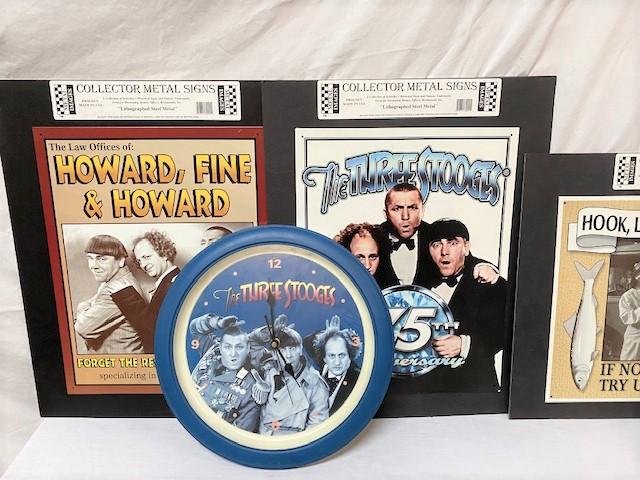 COLLECTOR METAL SIGNS
"Lithographed Steel Metal"
The Law Offices of:
HOWARD, FINE
& HOWARD
FORGET THE RE
specializing in
COLLECTOR METAL SIGNS
"Lithographed Steel Metal"
The THREE STOOGES
75TH
Anniversary
The THREE STOOGES
12
3
9
HOOK, L
IF NO
TRY U